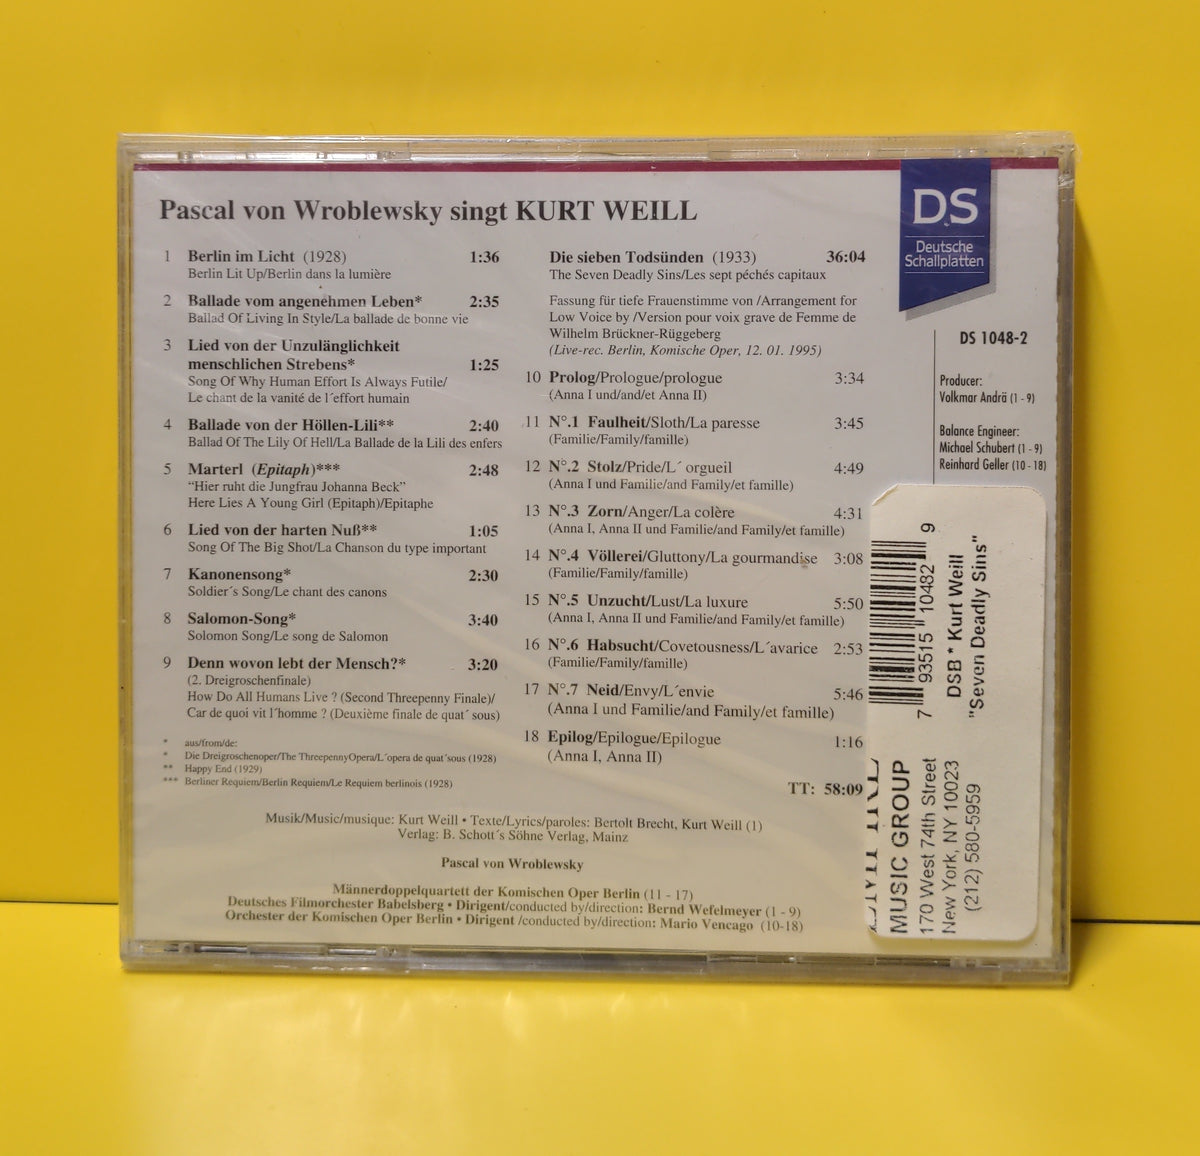 Pascal von Wroblewsky singt KURT WEILL
1 Berlin im Licht (1928) 1:36
Berlin Lit Up/Berlin dans la lumière
2 Ballade vom angenehmen Leben* 2:35
Ballad Of Living In Style/La ballade de bonne vie
3 Lied von der Unzulänglichkeit
menschlichen Strebens* 1:25
Song Of Why Human Effort Is Always Futile/
Le chant de la vanité de l´effort humain
4 Ballade von der Höllen-Lili** 2:40
Ballad Of The Lily Of Hell/La Ballade de la Lili des enfers
5 Marterl (Epitaph)*** 2:48
“Hier ruht die Jungfrau Johanna Beck”
Here Lies A Young Girl (Epitaph)/Epitaphe
6 Lied von der harten Nuß** 1:05
Song Of The Big Shot/La Chanson du type important
7 Kanonensong* 2:30
Soldier´s Song/Le chant des canons
8 Salomon-Song* 3:40
Solomon Song/Le song de Salomon
9 Denn wovon lebt der Mensch?* 3:20
(2. Dreigroschenfinale)
How Do All Humans Live ? (Second Threepenny Finale)/
Car de quoi vit l´homme ? (Deuxième finale de quat´ sous)
* aus/from/de:
* Die Dreigroschenoper/The ThreepennyOpera/L´opera de quat´sous (1928)
** Happy End (1929)
*** Berliner Requiem/Berlin Requiem/Le Requiem berlinois (1928)
Die sieben Todsünden (1933) 36:04
The Seven Deadly Sins/Les sept péchés capitaux
Fassung für tiefe Frauenstimme von /Arrangement for
Low Voice by /Version pour voix grave de Femme de
Wilhelm Brückner-Rüggeberg
(Live-rec. Berlin, Komische Oper, 12. 01. 1995)
10 Prolog/Prologue/prologue 3:34
(Anna I und/and/et Anna II)
11 N°.1 Faulheit/Sloth/La paresse 3:45
(Familie/Family/famille)
12 N°.2 Stolz/Pride/L´ orgueil 4:49
(Anna I und Familie/and Family/et famille)
13 N°.3 Zorn/Anger/La colère 4:31
(Anna I, Anna II und Familie/and Family/et famille)
14 N°.4 Völlerei/Gluttony/La gourmandise 3:08
(Familie/Family/famille)
15 N°.5 Unzucht/Lust/La luxure 5:50
(Anna I, Anna II und Familie/and Family/et famille)
16 N°.6 Habsucht/Covetousness/L´avarice 2:53
(Familie/Family/famille)
17 N°.7 Neid/Envy/L´envie 5:46
(Anna I und Familie/and Family/et famille)
18 Epilog/Epilogue/Epilogue 1:16
(Anna I, Anna II)
TT: 58:09
Musik/Music/musique: Kurt Weill • Texte/Lyrics/paroles: Bertolt Brecht, Kurt Weill (1)
Verlag: B. Schott´s Söhne Verlag, Mainz
Pascal von Wroblewsky
Männerdoppelquartett der Komischen Oper Berlin (11 - 17)
Deutsches Filmorchester Babelsberg • Dirigent/conducted by/direction: Bernd Wefelmeyer (1 - 9)
Orchester der Komischen Oper Berlin • Dirigent /conducted by/direction: Mario Vencago (10-18)
DS
Deutsche
Schallplatten
DS 1048-2
Producer:
Volkmar Andrä (1 - 9)
Balance Engineer:
Michael Schubert (1 - 9)
Reinhard Geller (10 - 18)
7 93515 10482 9
DSB * Kurt Weill
"Seven Deadly Sins"
MUSIC GROUP
170 West 74th Street
New York, NY 10023
(212) 580-5959